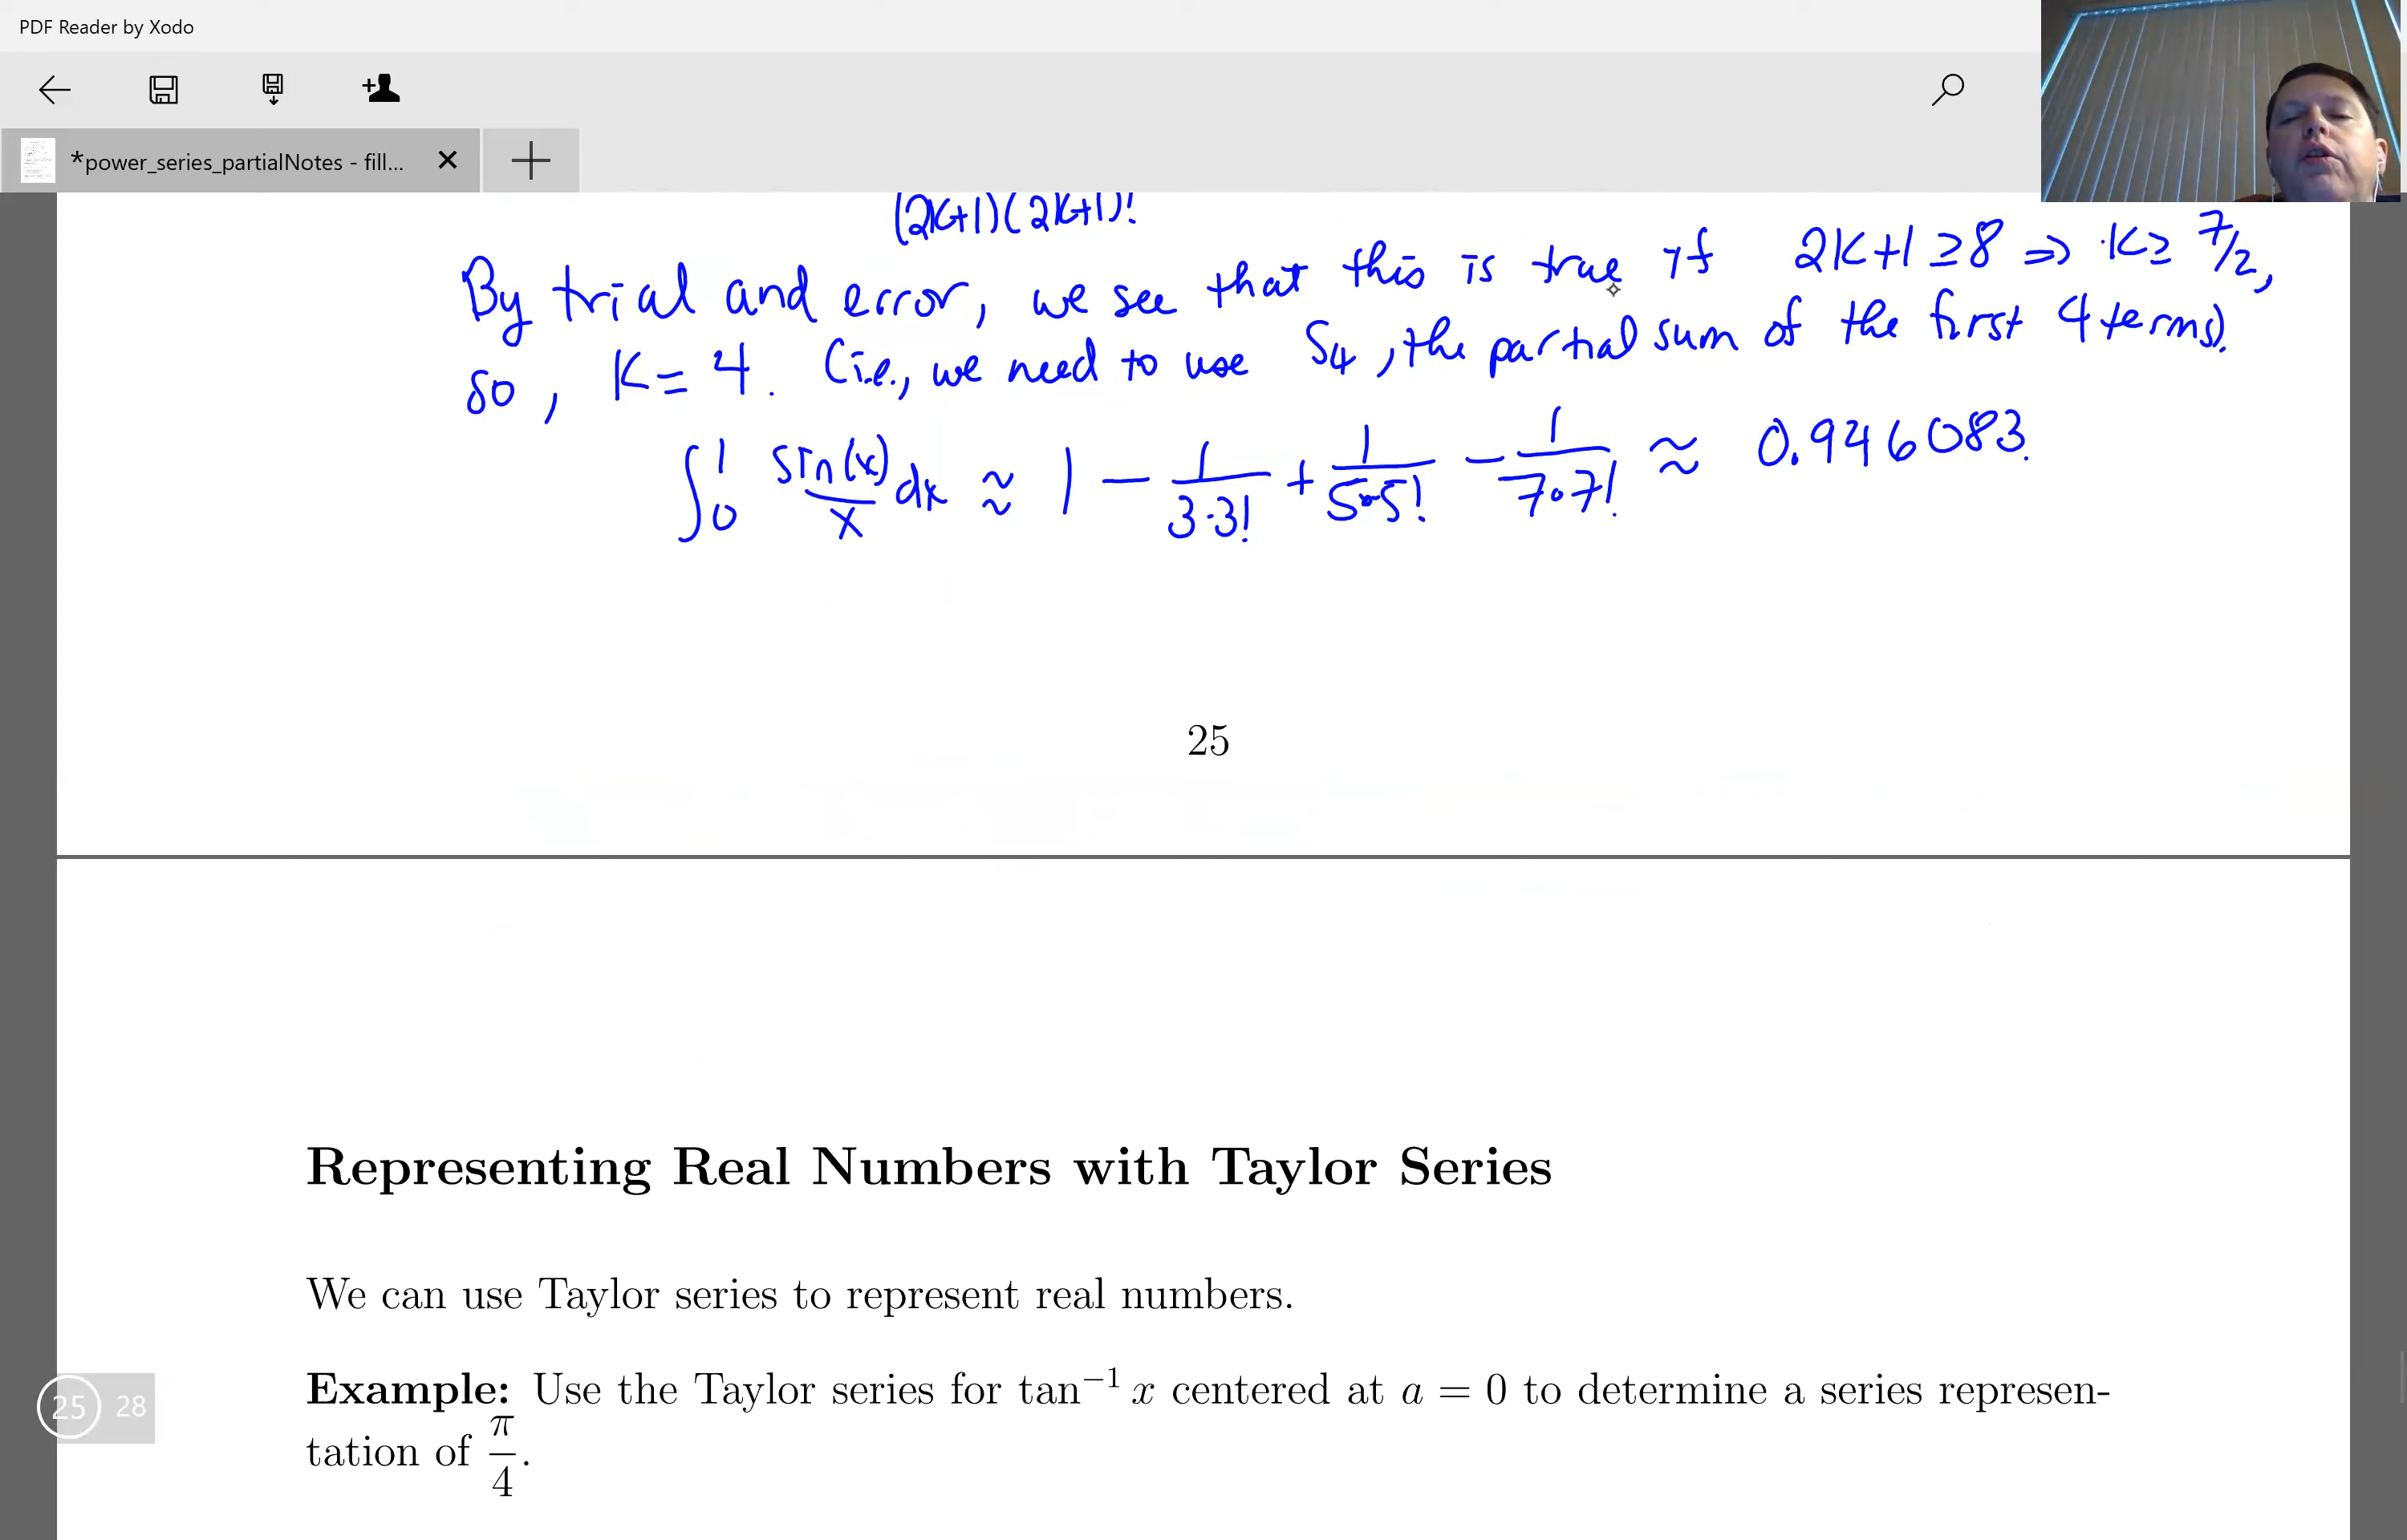 PDF Reader by Xodo
*power_series_partialNotes - fill...
(2k+1)(2k+1)!
By trial and error, we see that this is true if 2k+1 ≥ 8 ⇒ k ≥ 7/2,
so, k = 4. (i.e., we need to use S₄, the partial sum of the first 4 terms).
∫₀¹ sin(x)/x dx ≈ 1 − 1/(3·3!) + 1/(5·5!) − 1/(7·7!) ≈ 0.946083.
25
Representing Real Numbers with Taylor Series
We can use Taylor series to represent real numbers.
Example: Use the Taylor series for tan⁻¹ x centered at a = 0 to determine a series represen-
tation of π/4.
25 28